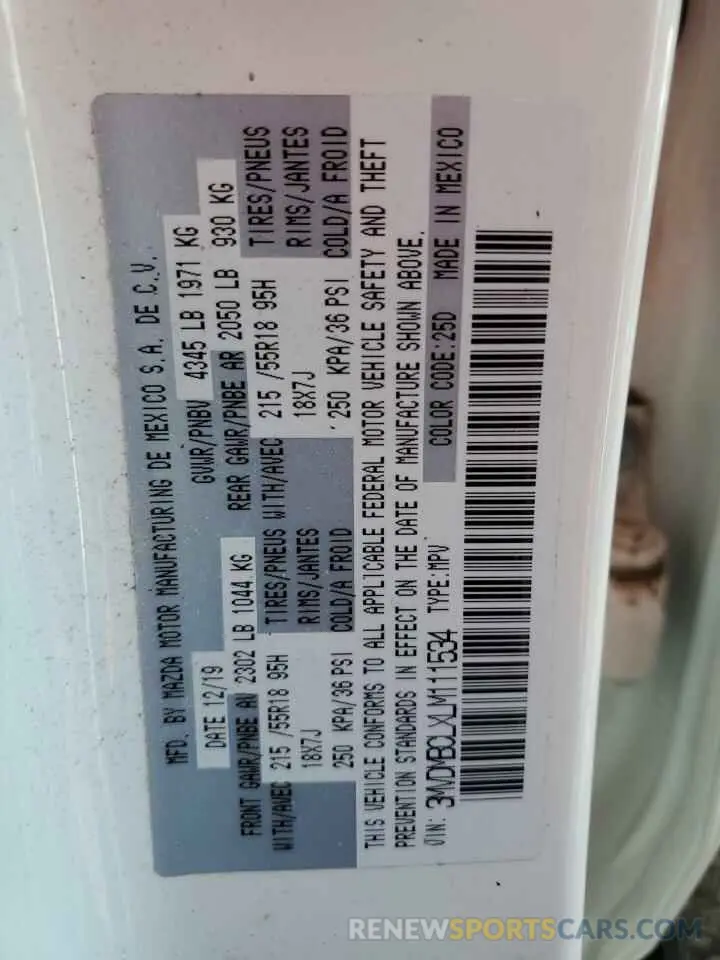 MFD. BY MAZDA MOTOR MANUFACTURING DE MEXICO S.A. DE C.V.
DATE 12/19 GVWR/PNBV 4345 LB 1971 KG
FRONT GAWR/PNBE AV 2302 LB 1044 KG REAR GAWR/PNBE AR 2050 LB 930 KG
WITH/AVEC 215 /55R18 95H TIRES/PNEUS WITH/AVEC 215 /55R18 95H TIRES/PNEUS
18X7J RIMS/JANTES 18X7J RIMS/JANTES
250 KPA/36 PSI COLD/A FROID 250 KPA/36 PSI COLD/A FROID
THIS VEHICLE CONFORMS TO ALL APPLICABLE FEDERAL MOTOR VEHICLE SAFETY AND THEFT
PREVENTION STANDARDS IN EFFECT ON THE DATE OF MANUFACTURE SHOWN ABOVE.
VIN: 3MVDMBCLXLM111534 TYPE:MPV COLOR CODE:25D MADE IN MEXICO
RENEWSPORTSCARS.COM